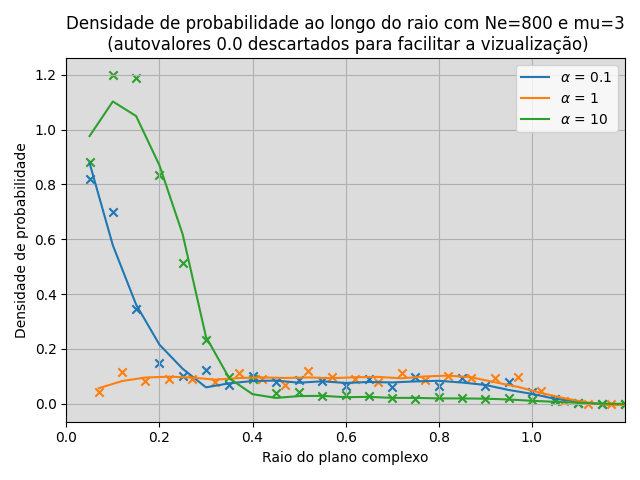 Densidade de probabilidade ao longo do raio com Ne=800 e mu=3
(autovalores 0.0 descartados para facilitar a vizualização)
α = 0.1
α = 1
α = 10
Densidade de probabilidade
1.2
1.0
0.8
0.6
0.4
0.2
0.0
0.0 0.2 0.4 0.6 0.8 1.0
Raio do plano complexo